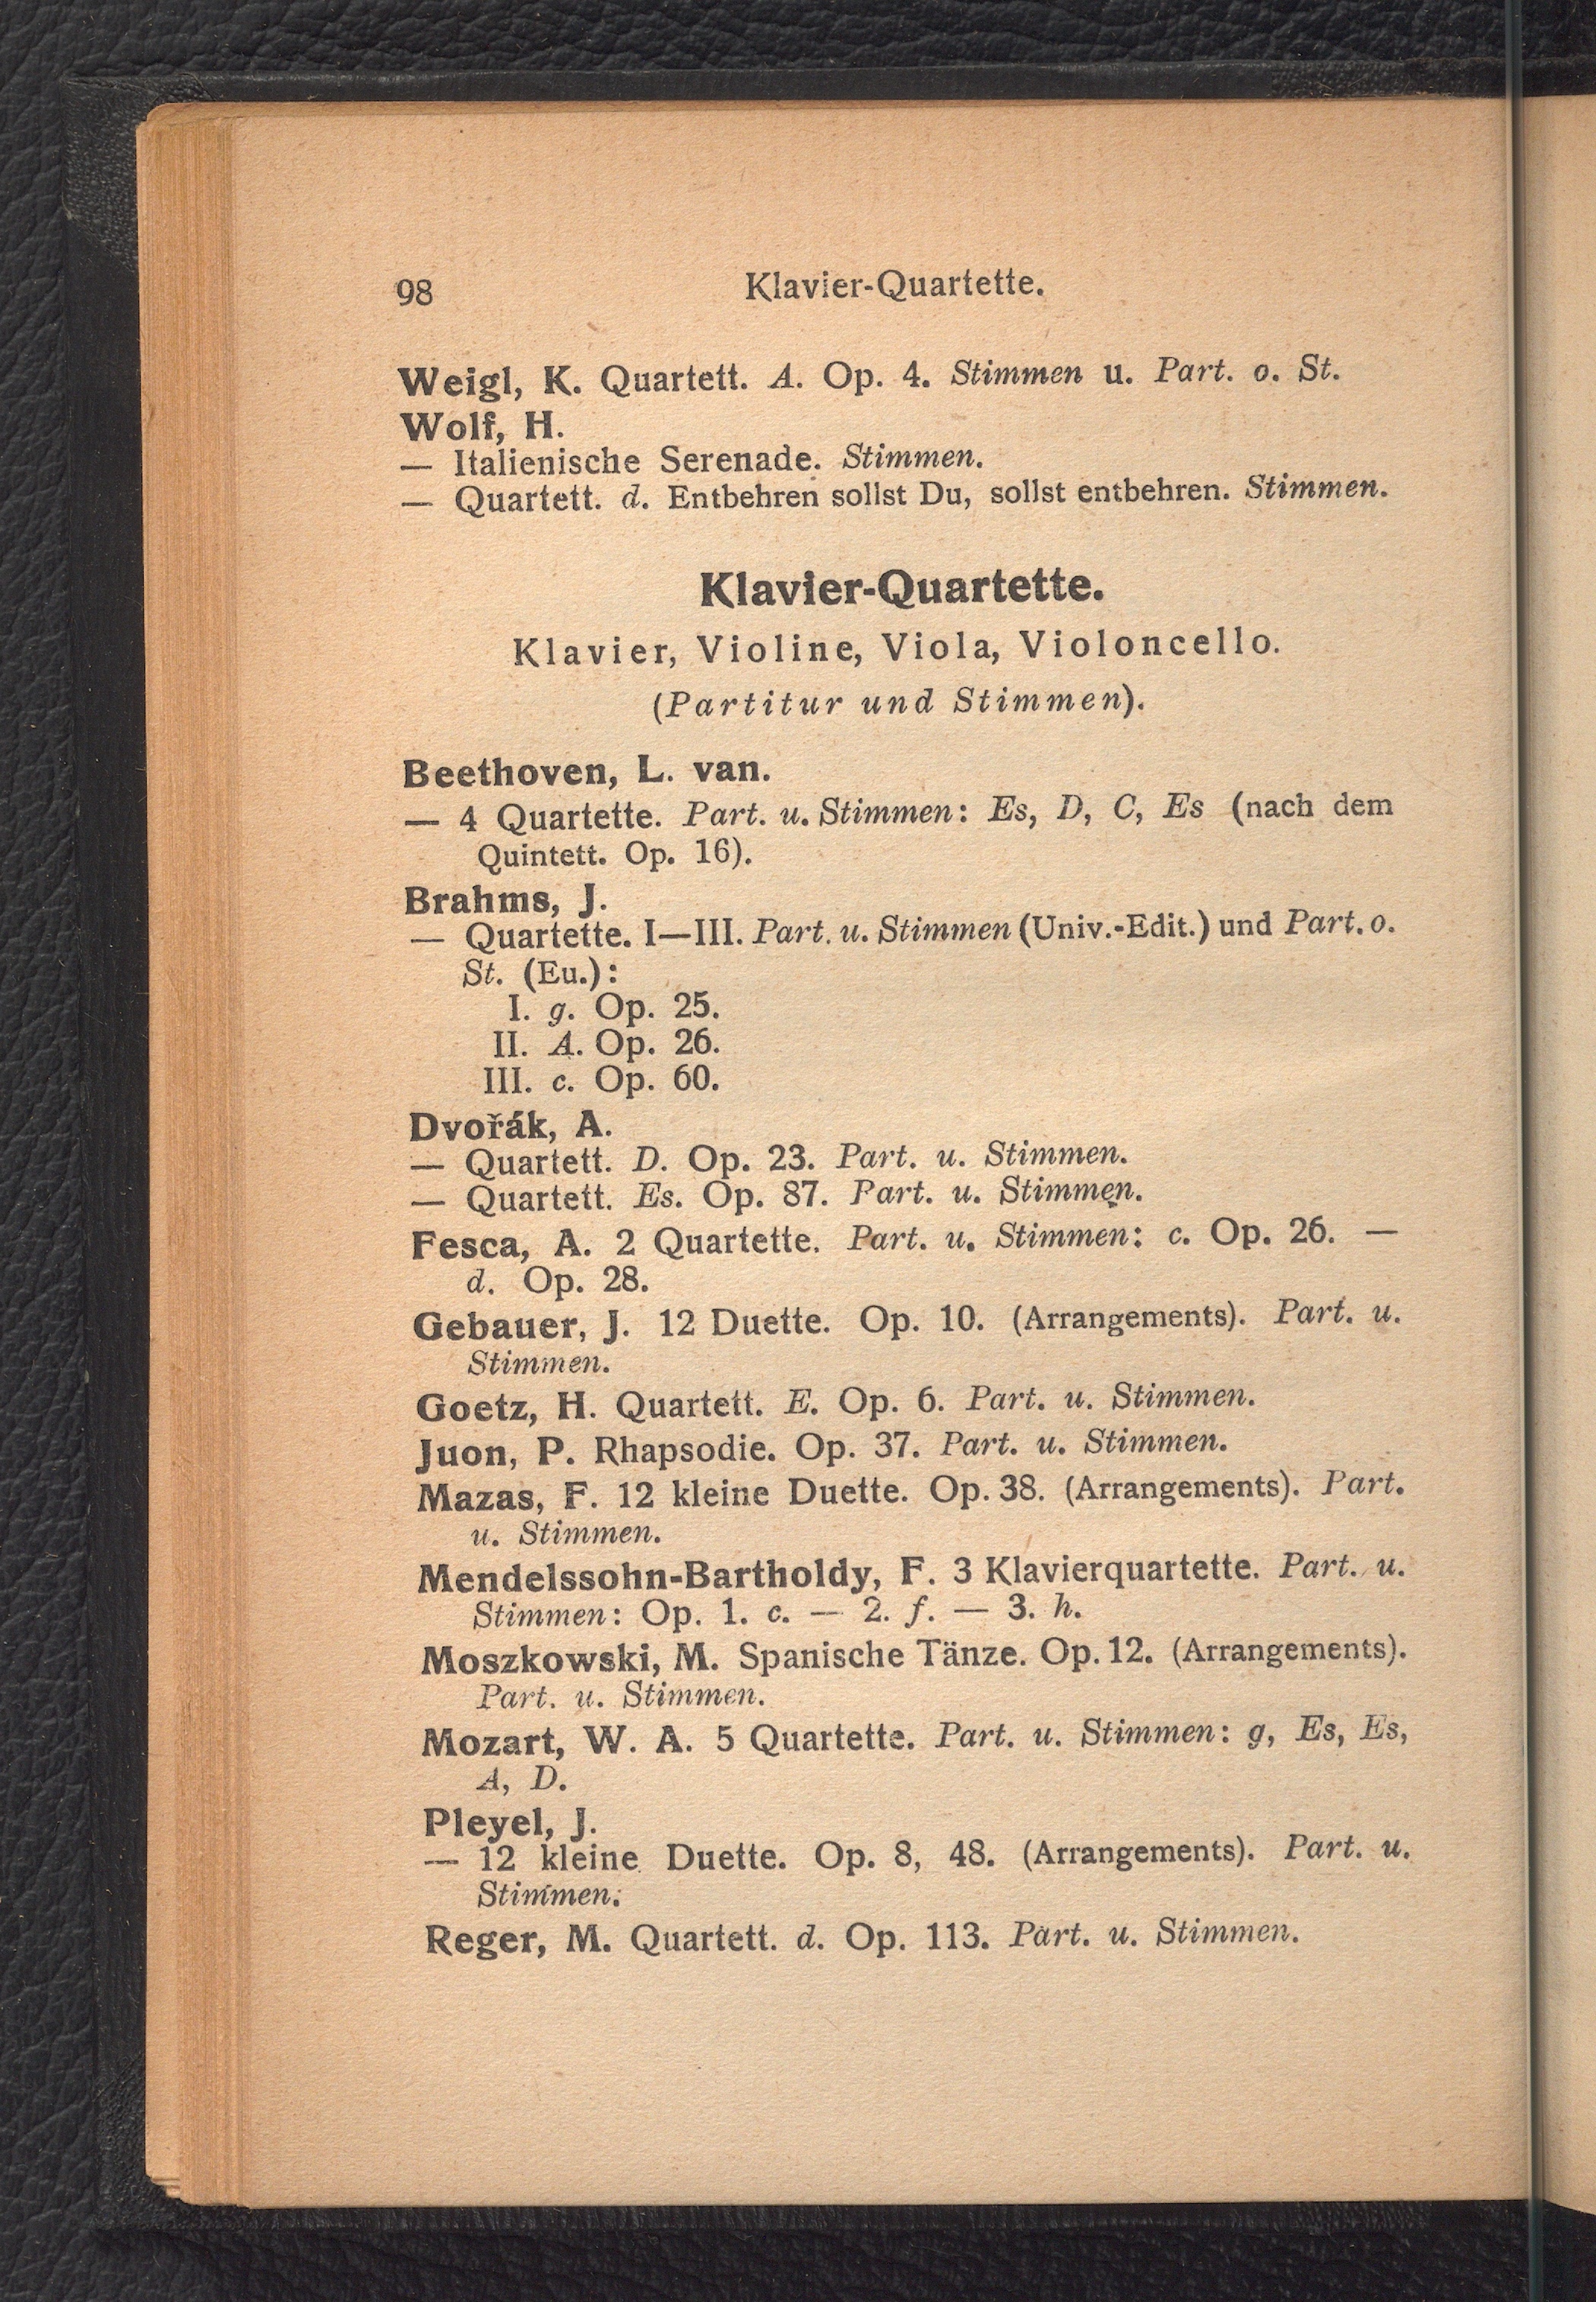 98 Klavier-Quartette.
Weigl, K. Quartett. A. Op. 4. Stimmen u. Part. o. St.
Wolf, H.
— Italienische Serenade. Stimmen.
— Quartett. d. Entbehren sollst Du, sollst entbehren. Stimmen.
Klavier-Quartette.
Klavier, Violine, Viola, Violoncello.
(Partitur und Stimmen).
Beethoven, L. van.
— 4 Quartette. Part. u. Stimmen: Es, D, C, Es (nach dem
Quintett. Op. 16).
Brahms, J.
— Quartette. I—III. Part. u. Stimmen (Univ.-Edit.) und Part. o.
St. (Eu.):
I. g. Op. 25.
II. A. Op. 26.
III. c. Op. 60.
Dvořák, A.
— Quartett. D. Op. 23. Part. u. Stimmen.
— Quartett. Es. Op. 87. Part. u. Stimmen.
Fesca, A. 2 Quartette. Part. u. Stimmen: c. Op. 26. —
d. Op. 28.
Gebauer, J. 12 Duette. Op. 10. (Arrangements). Part. u.
Stimmen.
Goetz, H. Quartett. E. Op. 6. Part. u. Stimmen.
Juon, P. Rhapsodie. Op. 37. Part. u. Stimmen.
Mazas, F. 12 kleine Duette. Op. 38. (Arrangements). Part.
u. Stimmen.
Mendelssohn-Bartholdy, F. 3 Klavierquartette. Part. u.
Stimmen: Op. 1. c. — 2. f. — 3. h.
Moszkowski, M. Spanische Tänze. Op. 12. (Arrangements).
Part. u. Stimmen.
Mozart, W. A. 5 Quartette. Part. u. Stimmen: g, Es, Es,
A, D.
Pleyel, J.
— 12 kleine Duette. Op. 8, 48. (Arrangements). Part. u.
Stimmen.
Reger, M. Quartett. d. Op. 113. Part. u. Stimmen.